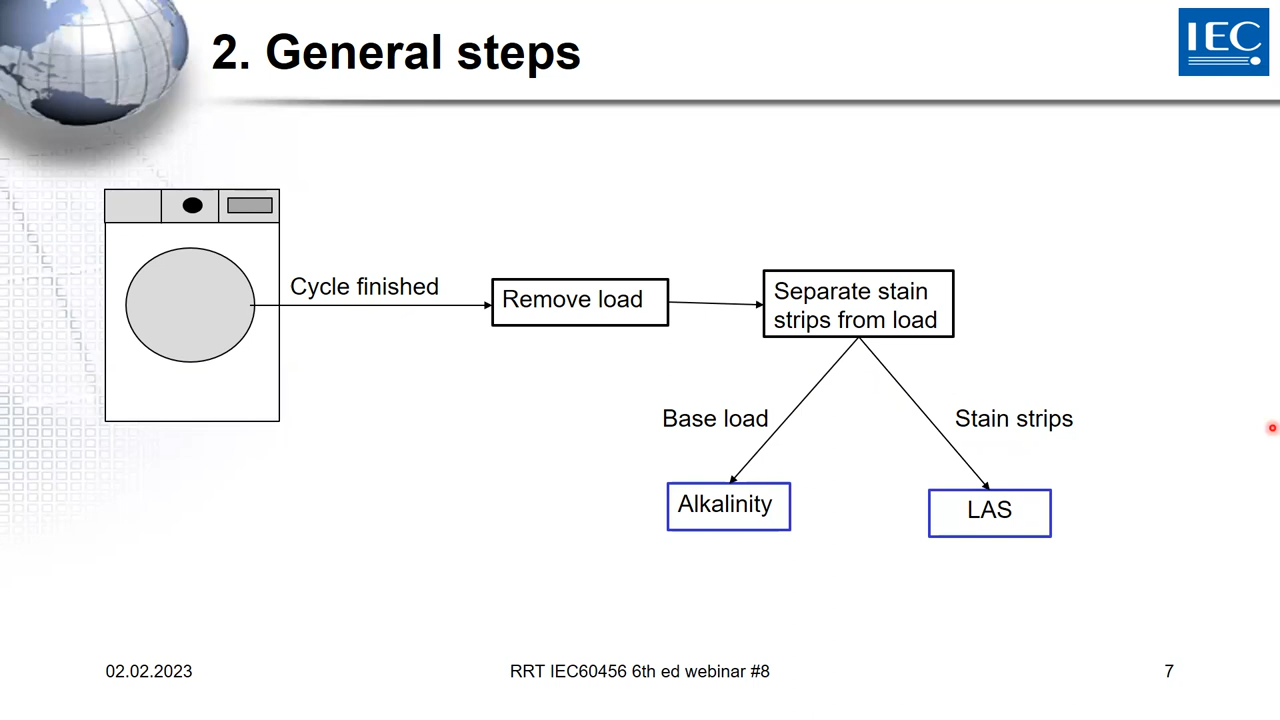 2. General steps
IEC
Cycle finished
Remove load
Separate stain
strips from load
Base load
Stain strips
Alkalinity
LAS
02.02.2023
RRT IEC60456 6th ed webinar #8
7